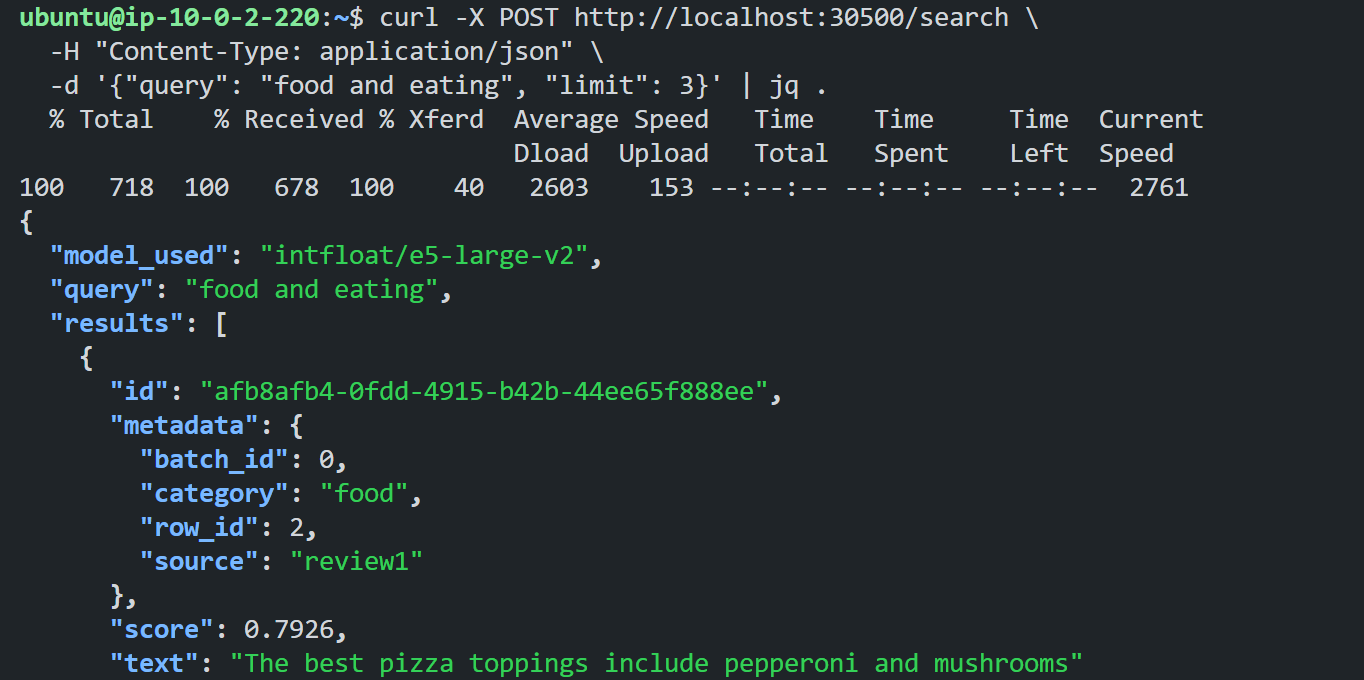 ubuntu@ip-10-0-2-220:~$ curl -X POST http://localhost:30500/search \
  -H "Content-Type: application/json" \
  -d '{"query": "food and eating", "limit": 3}' | jq .
  % Total    % Received % Xferd  Average Speed   Time    Time     Time  Current
                                 Dload  Upload   Total   Spent    Left  Speed
100   718  100   678  100    40   2603    153 --:--:-- --:--:-- --:--:--  2761
{
  "model_used": "intfloat/e5-large-v2",
  "query": "food and eating",
  "results": [
    {
      "id": "afb8afb4-0fdd-4915-b42b-44ee65f888ee",
      "metadata": {
        "batch_id": 0,
        "category": "food",
        "row_id": 2,
        "source": "review1"
      },
      "score": 0.7926,
      "text": "The best pizza toppings include pepperoni and mushrooms"